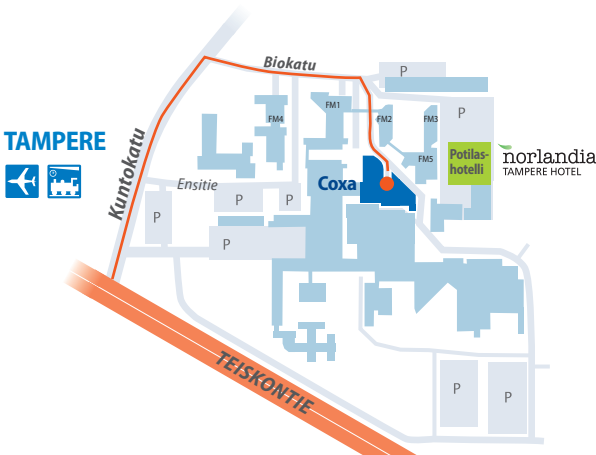 Biokatu
P
FM1
FM4
FM2
FM3
P
TAMPERE
Kuntokatu
FM5
Potilas-
hotelli
norlandia
TAMPERE HOTEL
Ensitie
Coxa
P
P
P
P
TEISKONTIE
P
P